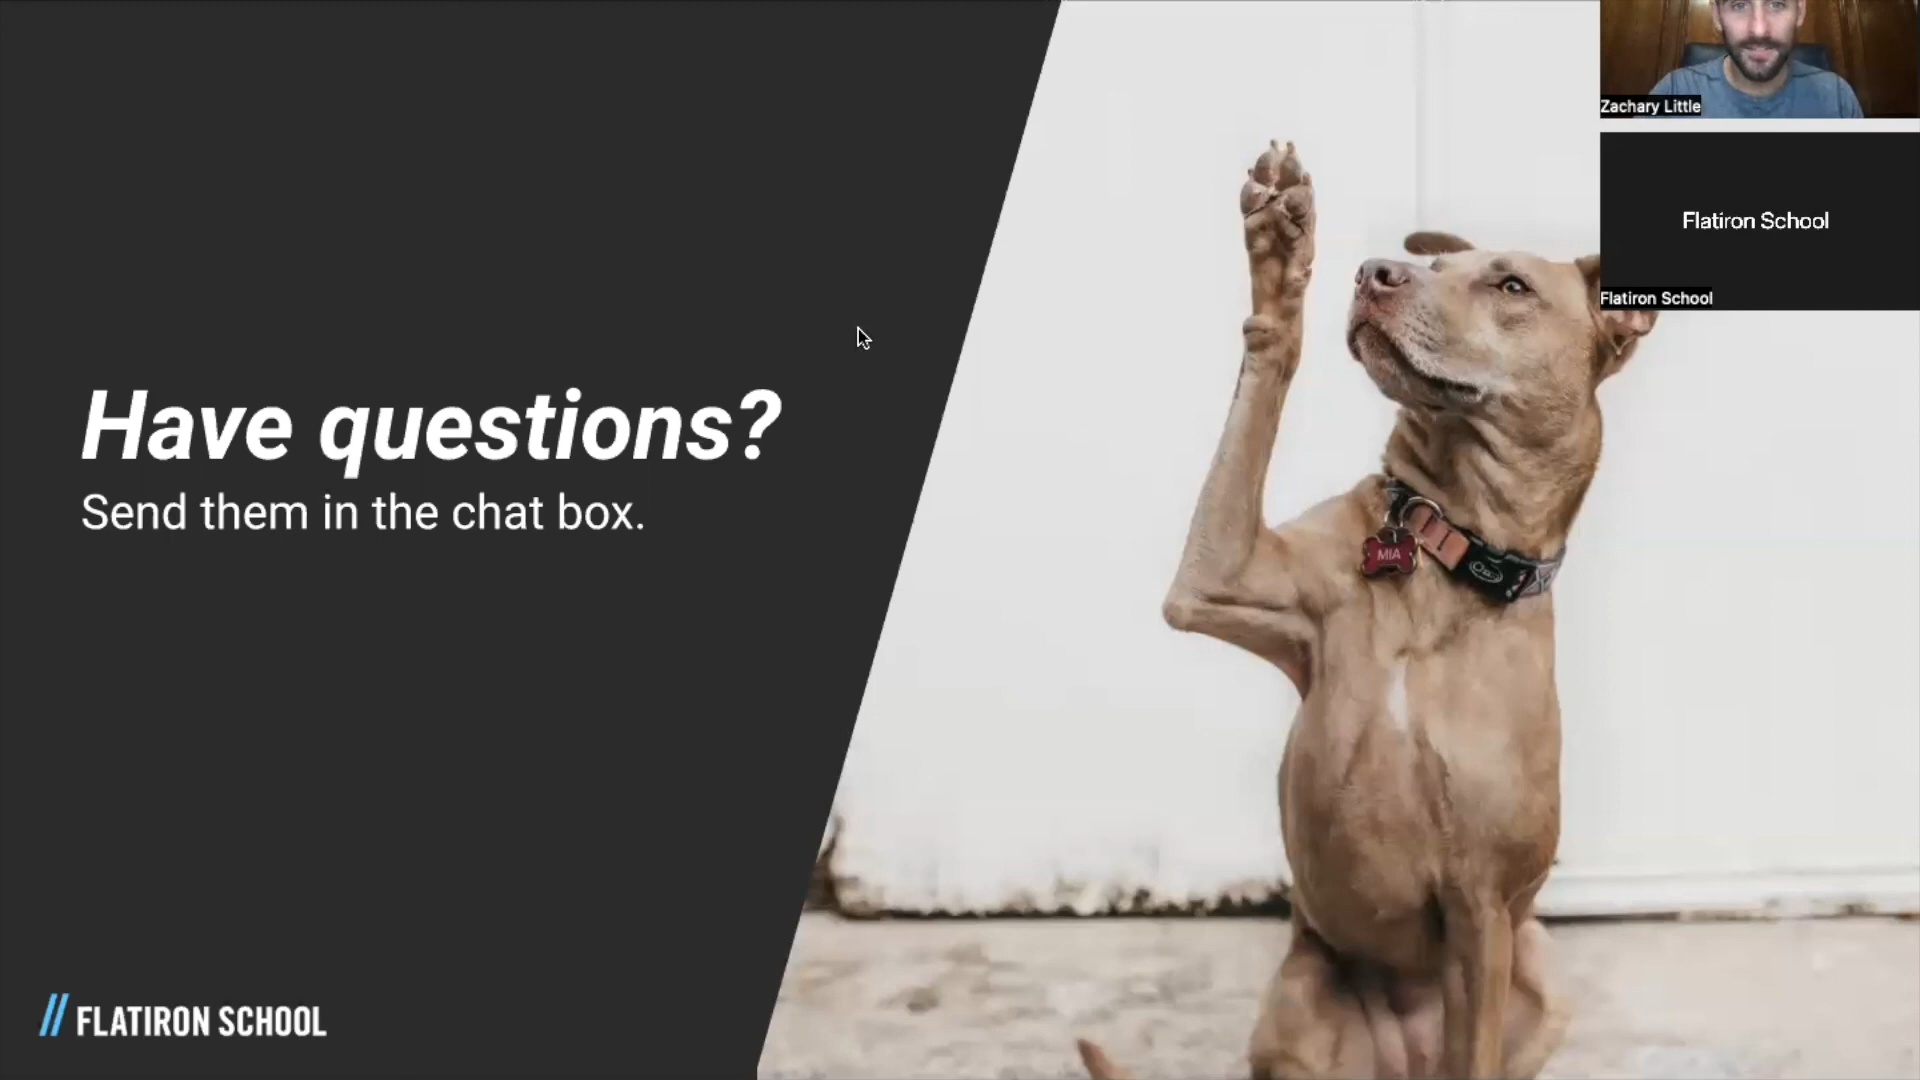 Have questions?
Send them in the chat box.
Zachary Little
Flatiron School
Flatiron School
MIA
FLATIRON SCHOOL